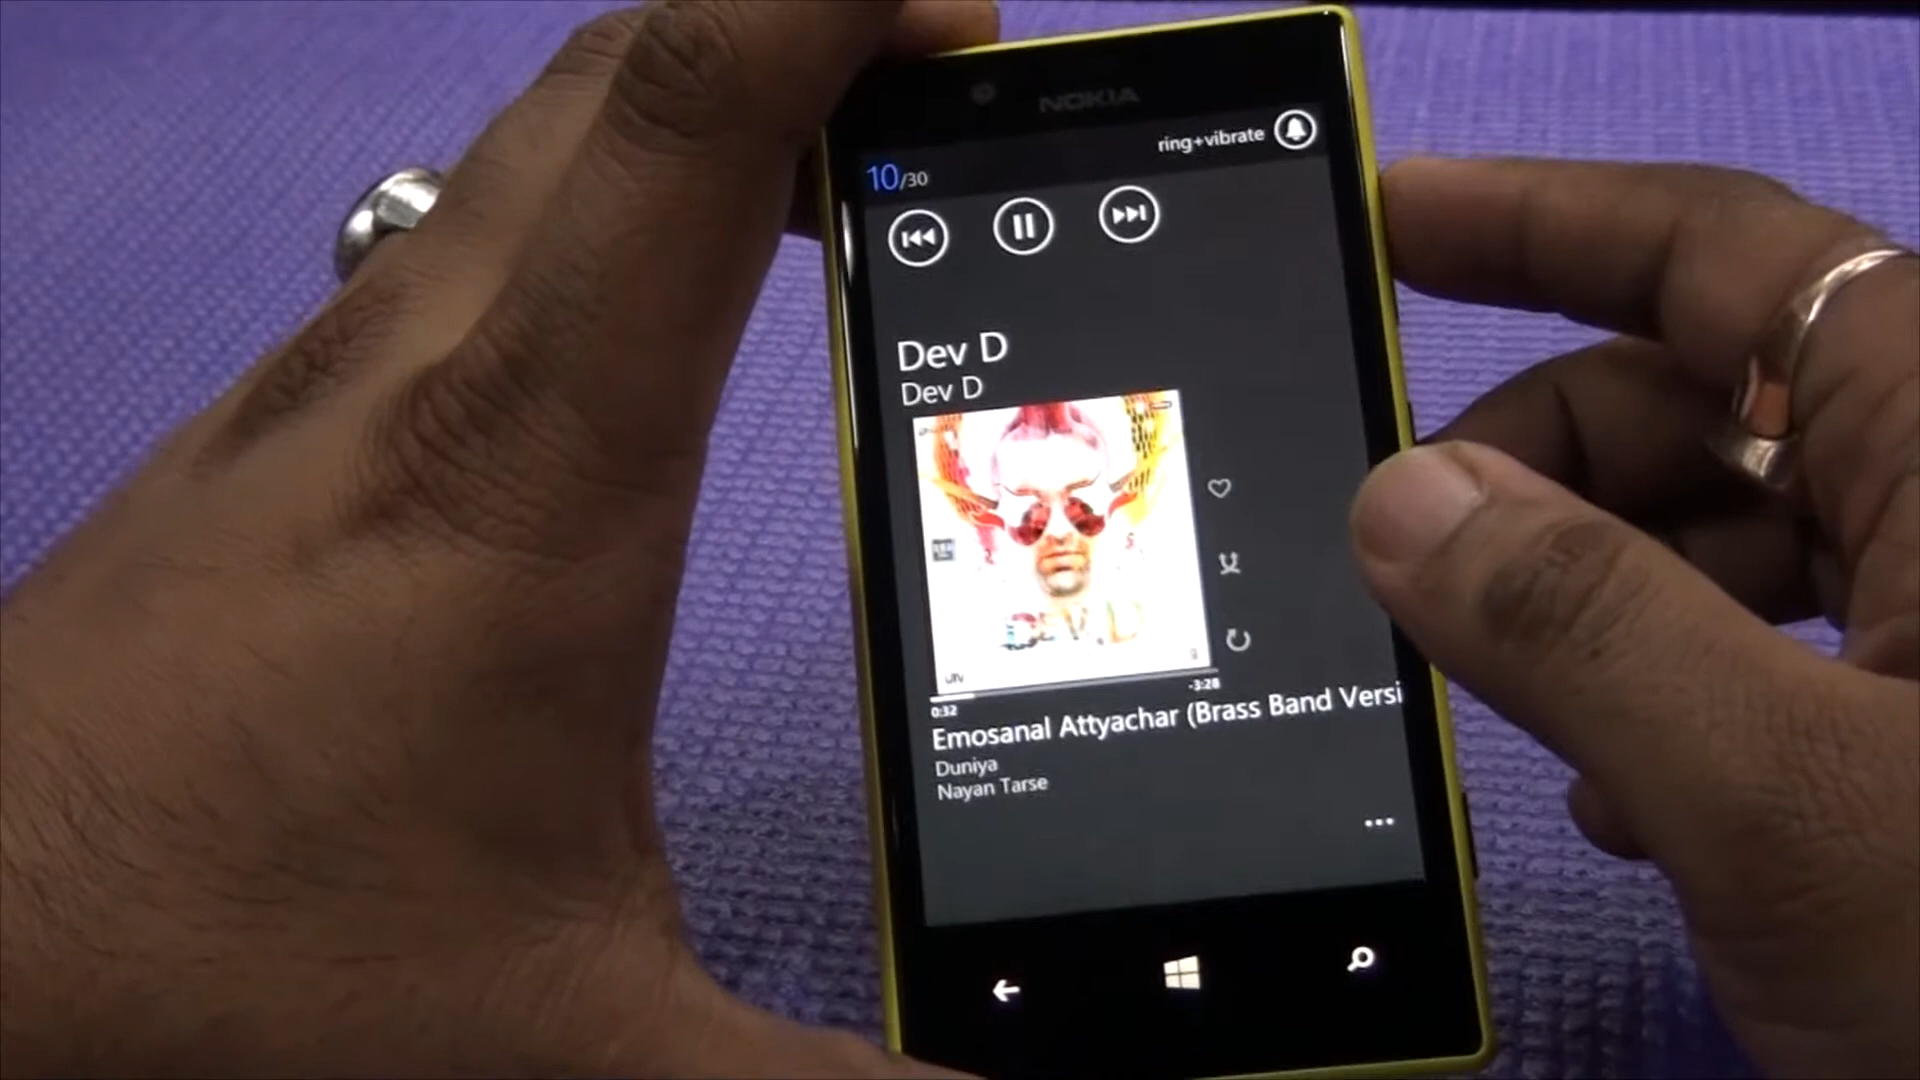 NOKIA
ring+vibrate
10/30
Dev D
Dev D
DEV.D
0:32
-3:28
Emosanal Attyachar (Brass Band Versi
Duniya
Nayan Tarse